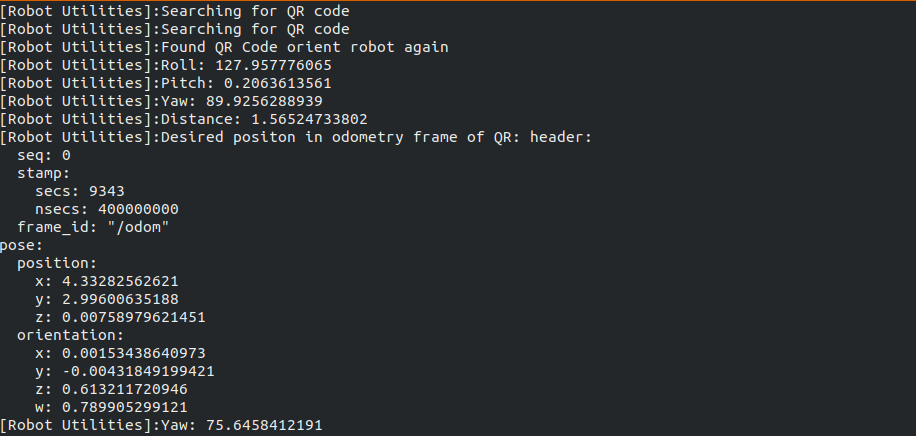 [Robot Utilities]:Searching for QR code
[Robot Utilities]:Searching for QR code
[Robot Utilities]:Found QR Code orient robot again
[Robot Utilities]:Roll: 127.957776065
[Robot Utilities]:Pitch: 0.2063613561
[Robot Utilities]:Yaw: 89.9256288939
[Robot Utilities]:Distance: 1.56524733802
[Robot Utilities]:Desired positon in odometry frame of QR: header:
  seq: 0
  stamp:
    secs: 9343
    nsecs: 400000000
  frame_id: "/odom"
pose:
  position:
    x: 4.33282562621
    y: 2.99600635188
    z: 0.00758979621451
  orientation:
    x: 0.00153438640973
    y: -0.00431849199421
    z: 0.613211720946
    w: 0.789905299121
[Robot Utilities]:Yaw: 75.6458412191